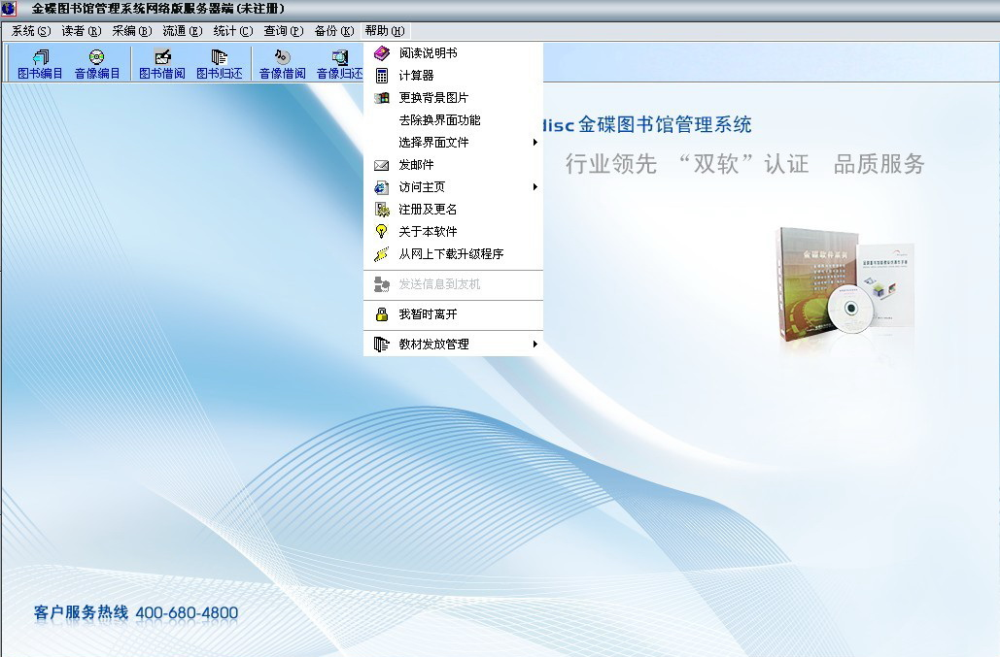 金碟图书馆管理系统网络版服务器端(未注册)
系统(S) 读者(R) 采编(B) 流通(E) 统计(C) 查询(P) 备份(K) 帮助(H)
图书编目 音像编目 图书借阅 图书归还 音像借阅 音像归还
阅读说明书
计算器
更换背景图片
去除换界面功能
选择界面文件
发邮件
访问主页
注册及更名
关于本软件
从网上下载升级程序
发送信息到友机
我暂时离开
教材发放管理
disc 金碟图书馆管理系统
行业领先 “双软”认证 品质服务
金碟软件系列
客户服务热线 400-680-4800